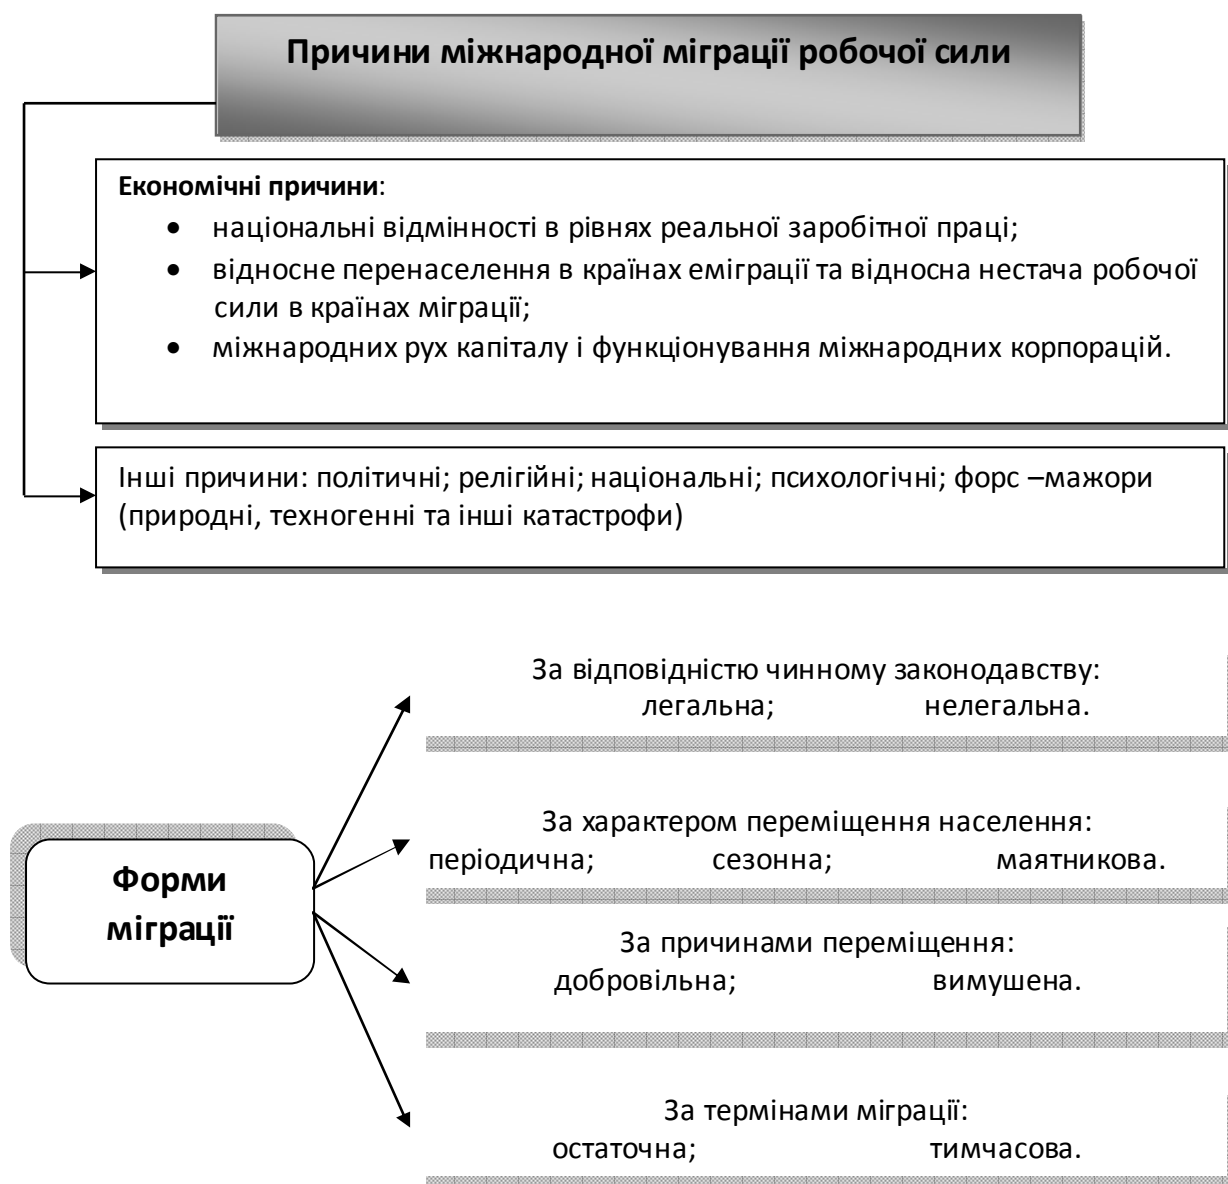 Причини міжнародної міграції робочої сили
Економічні причини:
• національні відмінності в рівнях реальної заробітної праці;
• відносне перенаселення в країнах еміграції та відносна нестача робочої
сили в країнах міграції;
• міжнародних рух капіталу і функціонування міжнародних корпорацій.
Інші причини: політичні; релігійні; національні; психологічні; форс –мажори
(природні, техногенні та інші катастрофи)
Форми
міграції
За відповідністю чинному законодавству:
легальна; нелегальна.
За характером переміщення населення:
періодична; сезонна; маятникова.
За причинами переміщення:
добровільна; вимушена.
За термінами міграції:
остаточна; тимчасова.